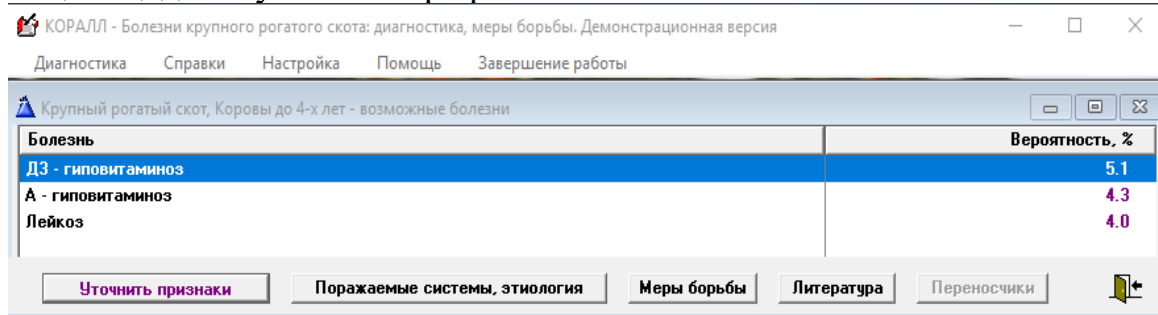 КОРАЛЛ - Болезни крупного рогатого скота: диагностика, меры борьбы. Демонстрационная версия
Диагностика Справки Настройка Помощь Завершение работы
Крупный рогатый скот, Коровы до 4-х лет - возможные болезни
Болезнь Вероятность, %
Д3 - гиповитаминоз 5.1
А - гиповитаминоз 4.3
Лейкоз 4.0
Уточнить признаки Поражаемые системы, этиология Меры борьбы Литература Переносчики